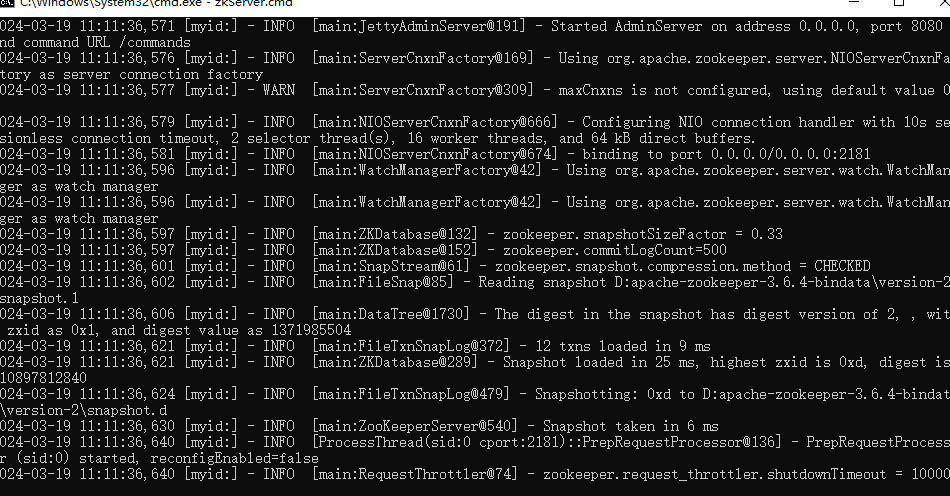 C:\Windows\System32\cmd.exe - zkServer.cmd
024-03-19 11:11:36,571 [myid:] - INFO  [main:JettyAdminServer@191] - Started AdminServer on address 0.0.0.0, port 8080
nd command URL /commands
024-03-19 11:11:36,576 [myid:] - INFO  [main:ServerCnxnFactory@169] - Using org.apache.zookeeper.server.NIOServerCnxnFa
tory as server connection factory
024-03-19 11:11:36,577 [myid:] - WARN  [main:ServerCnxnFactory@309] - maxCnxns is not configured, using default value 0
024-03-19 11:11:36,579 [myid:] - INFO  [main:NIOServerCnxnFactory@666] - Configuring NIO connection handler with 10s se
sionless connection timeout, 2 selector thread(s), 16 worker threads, and 64 kB direct buffers.
024-03-19 11:11:36,581 [myid:] - INFO  [main:NIOServerCnxnFactory@674] - binding to port 0.0.0.0/0.0.0.0:2181
024-03-19 11:11:36,596 [myid:] - INFO  [main:WatchManagerFactory@42] - Using org.apache.zookeeper.server.watch.WatchMan
ger as watch manager
024-03-19 11:11:36,596 [myid:] - INFO  [main:WatchManagerFactory@42] - Using org.apache.zookeeper.server.watch.WatchMan
ger as watch manager
024-03-19 11:11:36,597 [myid:] - INFO  [main:ZKDatabase@132] - zookeeper.snapshotSizeFactor = 0.33
024-03-19 11:11:36,597 [myid:] - INFO  [main:ZKDatabase@152] - zookeeper.commitLogCount=500
024-03-19 11:11:36,601 [myid:] - INFO  [main:SnapStream@61] - zookeeper.snapshot.compression.method = CHECKED
024-03-19 11:11:36,602 [myid:] - INFO  [main:FileSnap@85] - Reading snapshot D:apache-zookeeper-3.6.4-bindata\version-2
snapshot.1
024-03-19 11:11:36,606 [myid:] - INFO  [main:DataTree@1730] - The digest in the snapshot has digest version of 2, , wit
 zxid as 0x1, and digest value as 1371985504
024-03-19 11:11:36,621 [myid:] - INFO  [main:FileTxnSnapLog@372] - 12 txns loaded in 9 ms
024-03-19 11:11:36,621 [myid:] - INFO  [main:ZKDatabase@289] - Snapshot loaded in 25 ms, highest zxid is 0xd, digest is
10897812840
024-03-19 11:11:36,624 [myid:] - INFO  [main:FileTxnSnapLog@479] - Snapshotting: 0xd to D:apache-zookeeper-3.6.4-bindat
\version-2\snapshot.d
024-03-19 11:11:36,630 [myid:] - INFO  [main:ZooKeeperServer@540] - Snapshot taken in 6 ms
024-03-19 11:11:36,640 [myid:] - INFO  [ProcessThread(sid:0 cport:2181)::PrepRequestProcessor@136] - PrepRequestProcess
r (sid:0) started, reconfigEnabled=false
024-03-19 11:11:36,640 [myid:] - INFO  [main:RequestThrottler@74] - zookeeper.request_throttler.shutdownTimeout = 10000